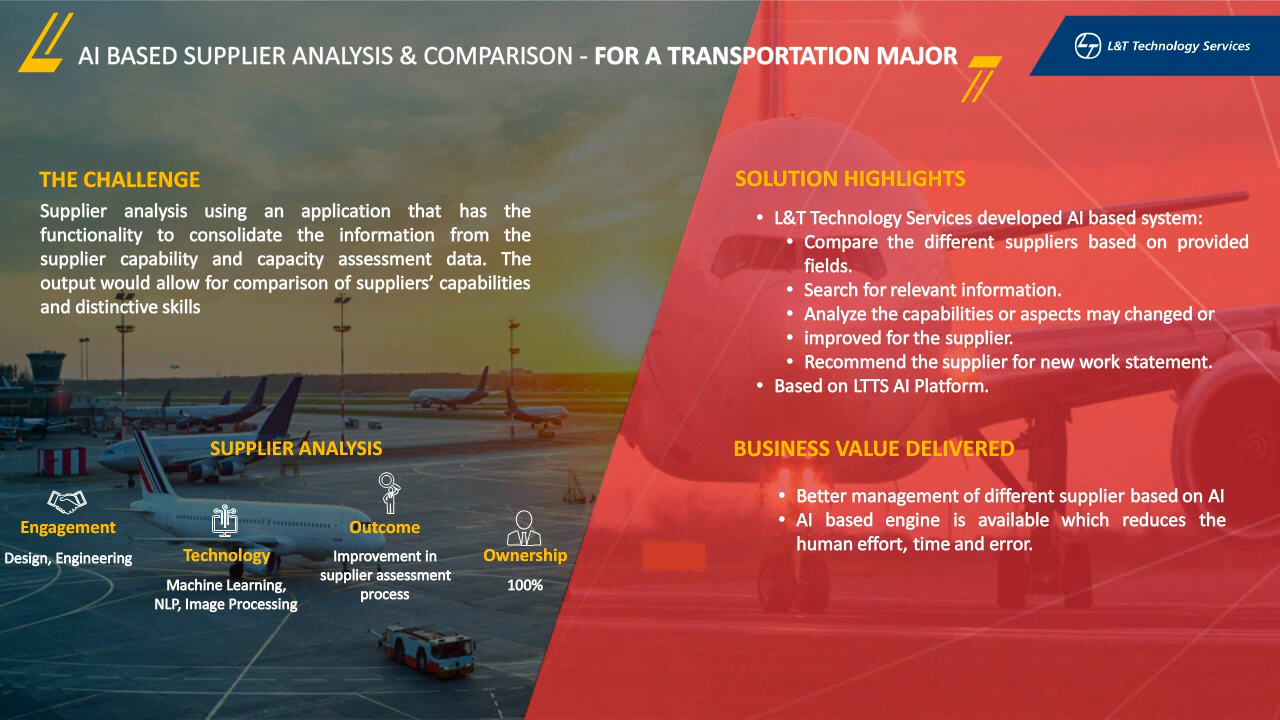 AI BASED SUPPLIER ANALYSIS & COMPARISON - FOR A TRANSPORTATION MAJOR
L&T Technology Services
THE CHALLENGE
Supplier analysis using an application that has the
functionality to consolidate the information from the
supplier capability and capacity assessment data. The
output would allow for comparison of suppliers’ capabilities
and distinctive skills
SUPPLIER ANALYSIS
Engagement
Design, Engineering
Technology
Machine Learning,
NLP, Image Processing
Outcome
Improvement in
supplier assessment
process
Ownership
100%
SOLUTION HIGHLIGHTS
• L&T Technology Services developed AI based system:
• Compare the different suppliers based on provided
fields.
• Search for relevant information.
• Analyze the capabilities or aspects may changed or
• improved for the supplier.
• Recommend the supplier for new work statement.
• Based on LTTS AI Platform.
BUSINESS VALUE DELIVERED
• Better management of different supplier based on AI
• AI based engine is available which reduces the
human effort, time and error.